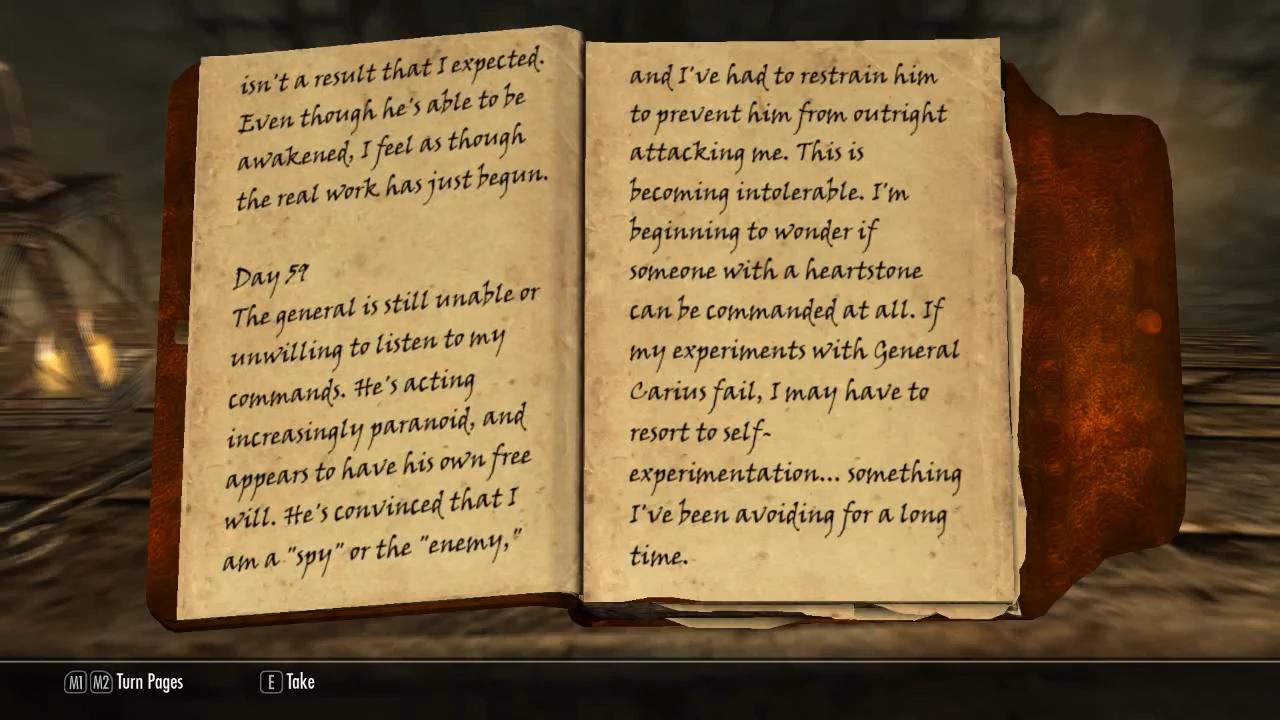 isn't a result that I expected.
Even though he's able to be
awakened, I feel as though
the real work has just begun.
Day 59
The general is still unable or
unwilling to listen to my
commands. He's acting
increasingly paranoid, and
appears to have his own free
will. He's convinced that I
am a "spy" or the "enemy,"
and I've had to restrain him
to prevent him from outright
attacking me. This is
becoming intolerable. I'm
beginning to wonder if
someone with a heartstone
can be commanded at all. If
my experiments with General
Carius fail, I may have to
resort to self-
experimentation... something
I've been avoiding for a long
time.
M1 M2 Turn Pages
E Take